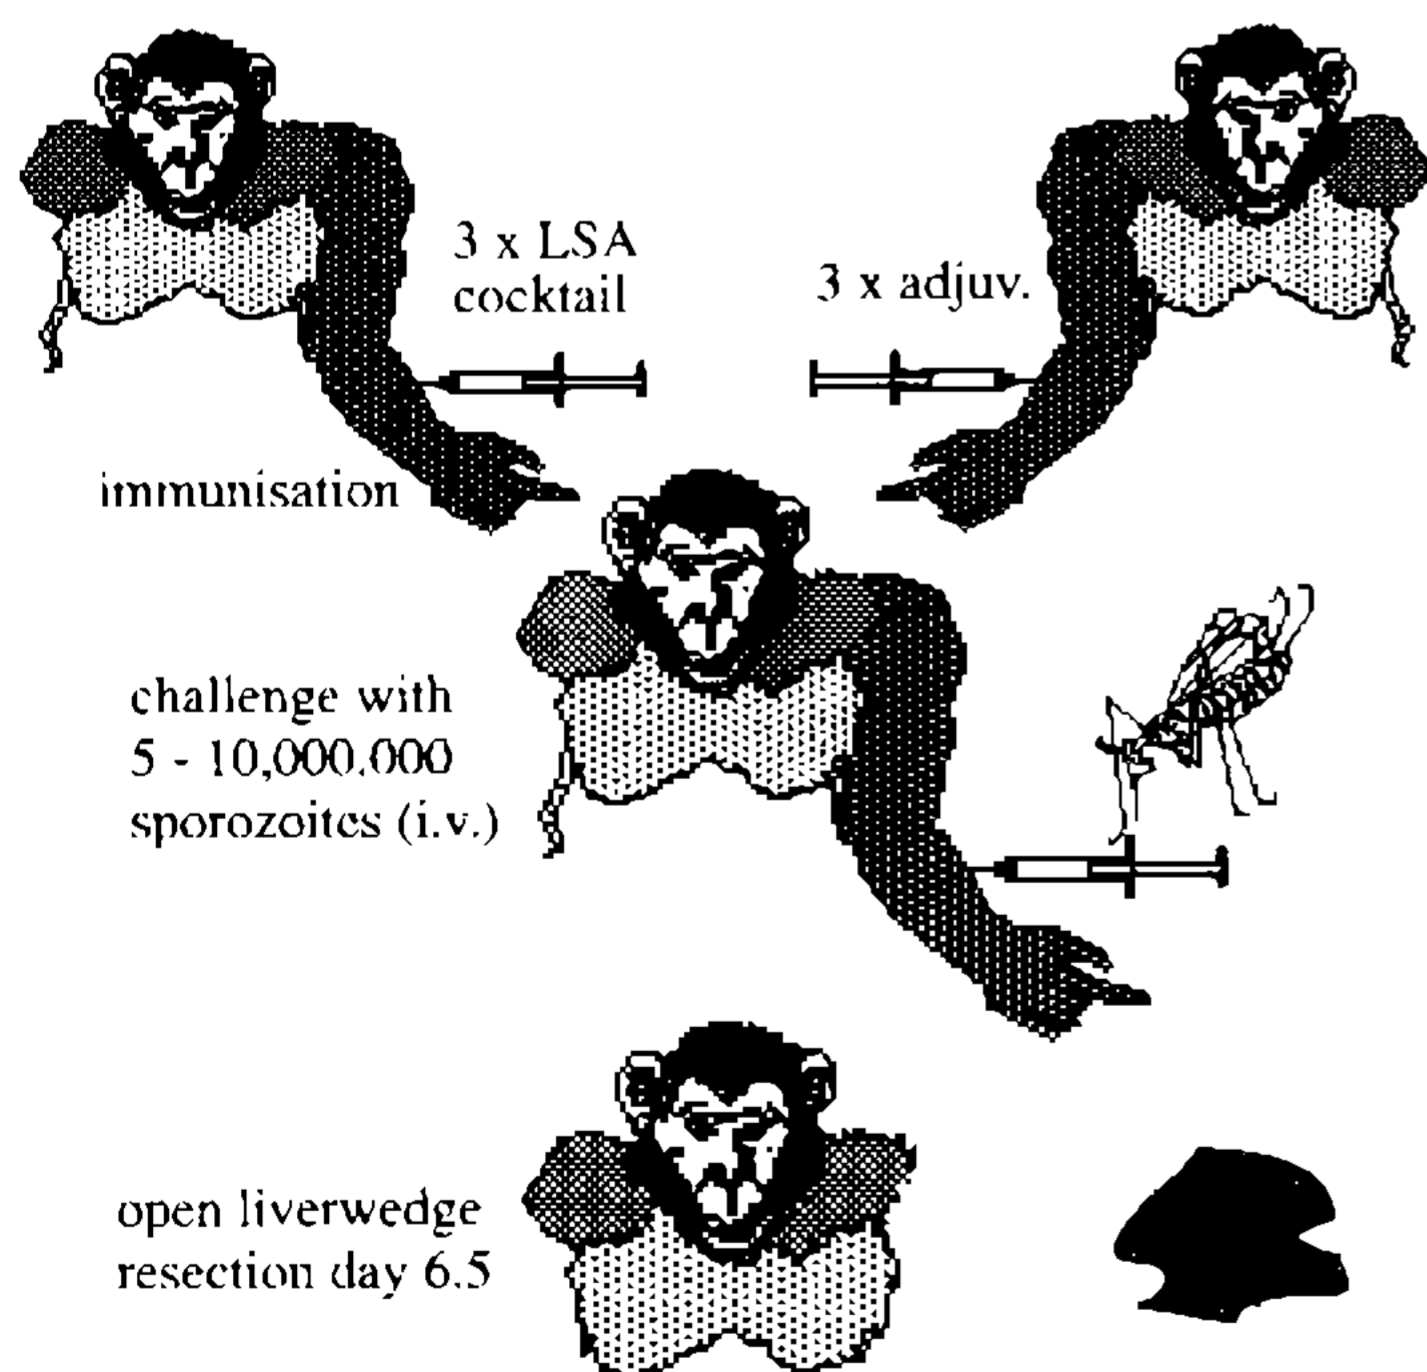 3 x LSA
cocktail
3 x adjuv.
immunisation
challenge with
5 - 10,000.000
sporozoites (i.v.)
open liverwedge
resection day 6.5